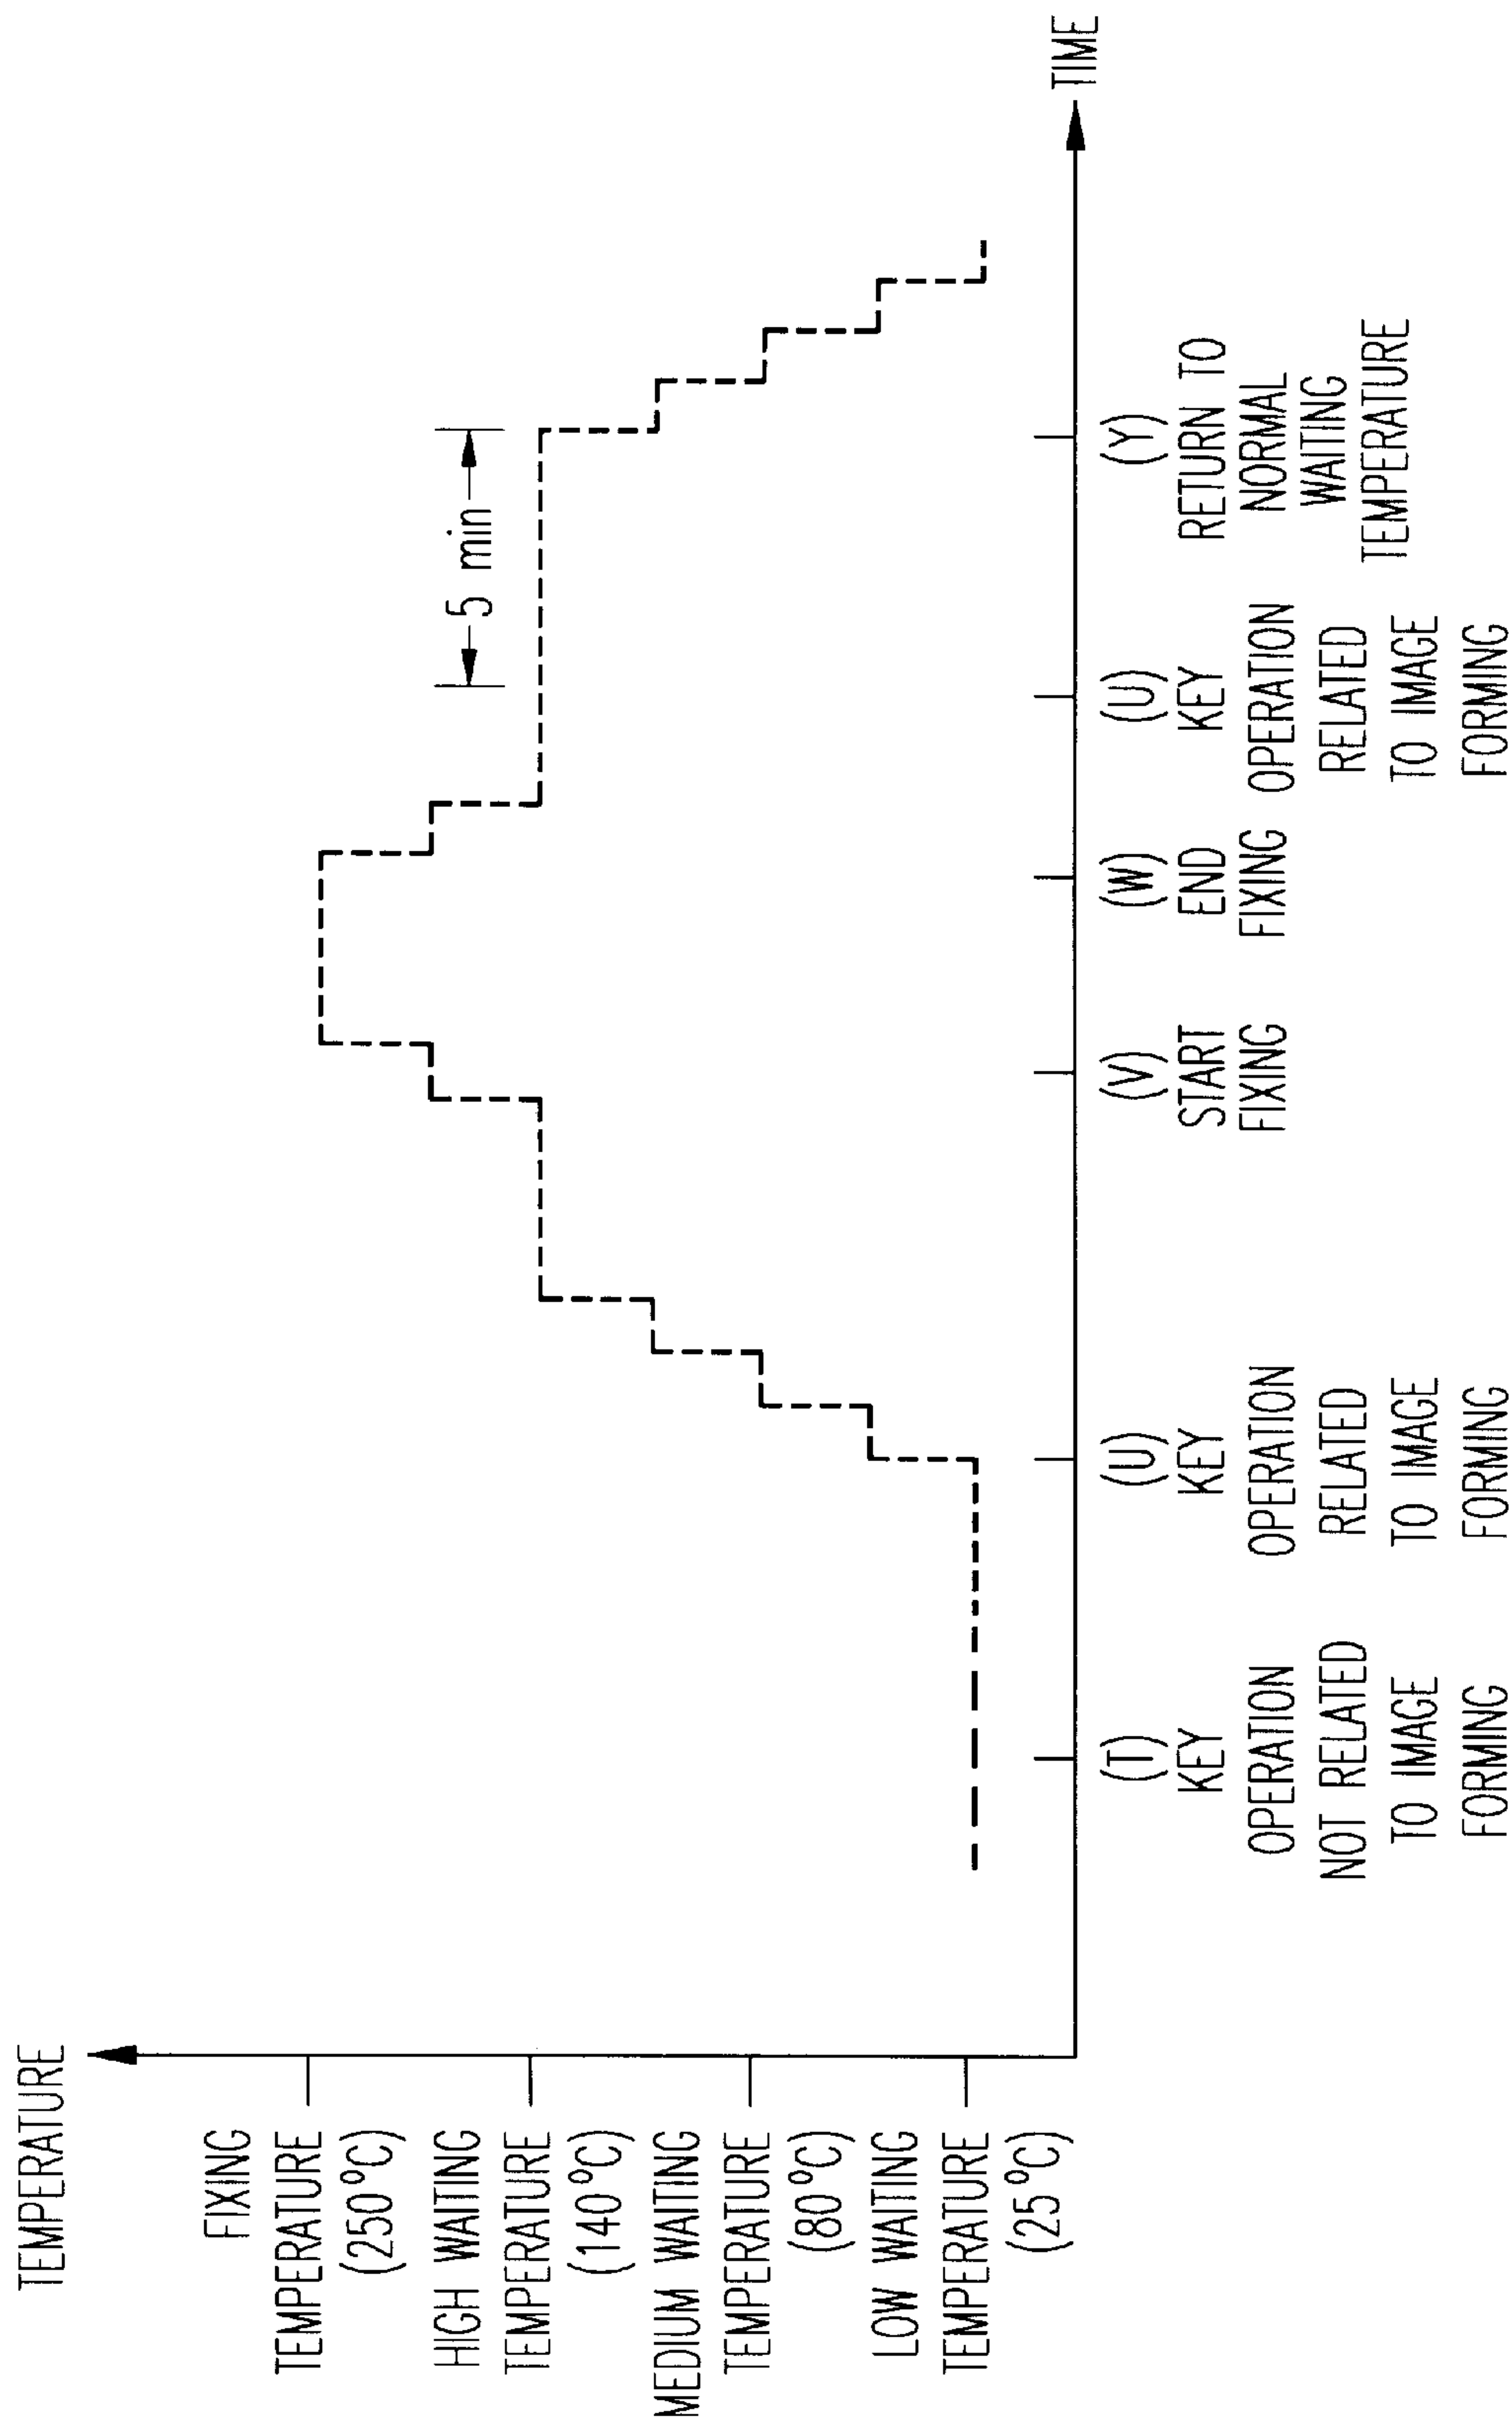 TEMPERATURE
FIXING
TEMPERATURE
(250°C)
HIGH WAITING
TEMPERATURE
(140°C)
MEDIUM WAITING
TEMPERATURE
(80°C)
LOW WAITING
TEMPERATURE
(25°C)
5 min
TIME
(T)
KEY
OPERATION
NOT RELATED
TO IMAGE
FORMING
(U)
KEY
OPERATION
RELATED
TO IMAGE
FORMING
(V)
START
FIXING
(W)
END
FIXING
(U)
KEY
OPERATION
RELATED
TO IMAGE
FORMING
(Y)
RETURN TO
NORMAL
WAITING
TEMPERATURE